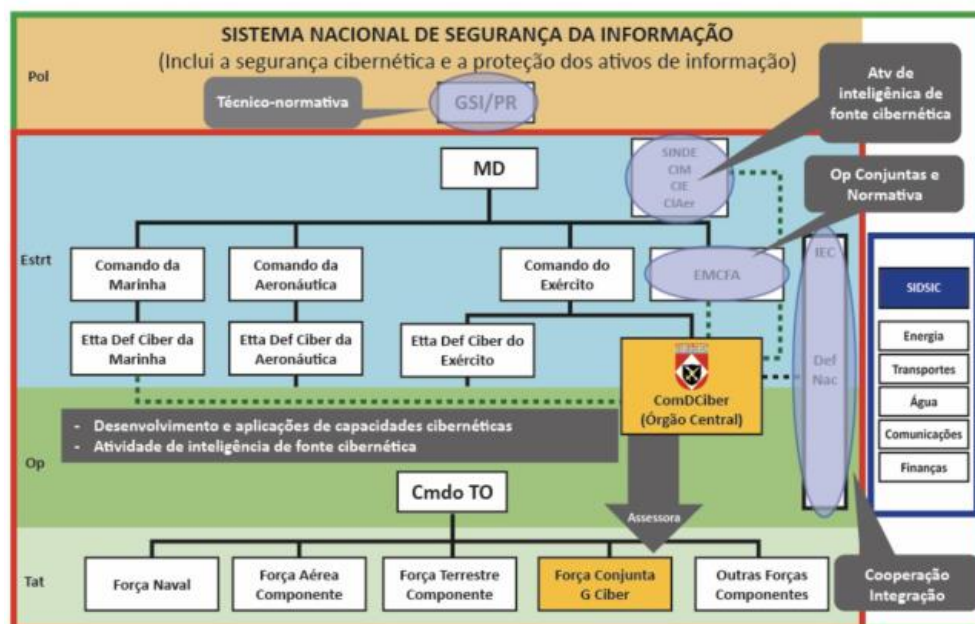 SISTEMA NACIONAL DE SEGURANÇA DA INFORMAÇÃO
(Inclui a segurança cibernética e a proteção dos ativos de informação)
Pol
Técnico-normativa
GSI/PR
Atv de
inteligênica de
fonte cibernética
MD
SINDE
CIM
CIE
CIAer
Op Conjuntas e
Normativa
Estrt
Comando da
Marinha
Comando da
Aeronáutica
Comando do
Exército
EMCFA
IEC
Etta Def Ciber da
Marinha
Etta Def Ciber da
Aeronáutica
Etta Def Ciber do
Exército
ComDCiber
(Órgão Central)
Def
Nac
SIDSIC
Energia
Transportes
Água
Comunicações
Finanças
- Desenvolvimento e aplicações de capacidades cibernéticas
- Atividade de inteligência de fonte cibernética
Op
Cmdo TO
Assessora
Tat
Força Naval
Força Aérea
Componente
Força Terrestre
Componente
Força Conjunta
G Ciber
Outras Forças
Componentes
Cooperação
Integração